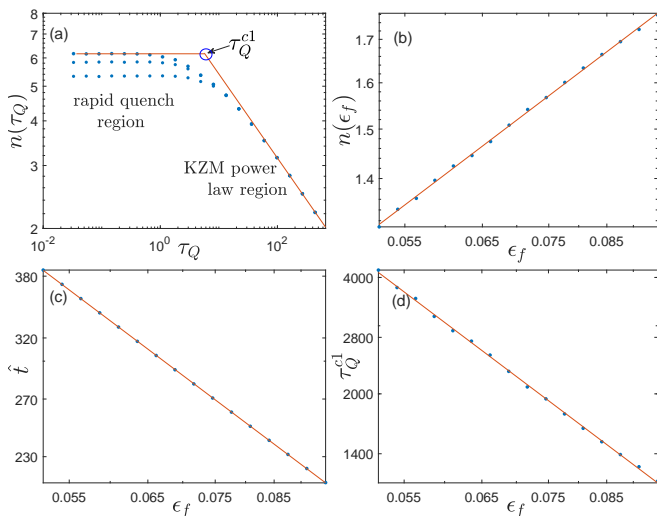 (a)
τ_Q^{c1}
rapid quench
region
KZM power
law region
n(τ_Q)
8
6
5
4
3
2
10^{-2}
10^0
10^2
τ_Q
(b)
n(ϵ_f)
1.7
1.5
1.4
0.055
0.065
0.075
0.085
ϵ_f
(c)
t̂
380
320
270
230
0.055
0.065
0.075
0.085
ϵ_f
(d)
τ_Q^{c1}
4000
2800
2000
1400
0.055
0.065
0.075
0.085
ϵ_f